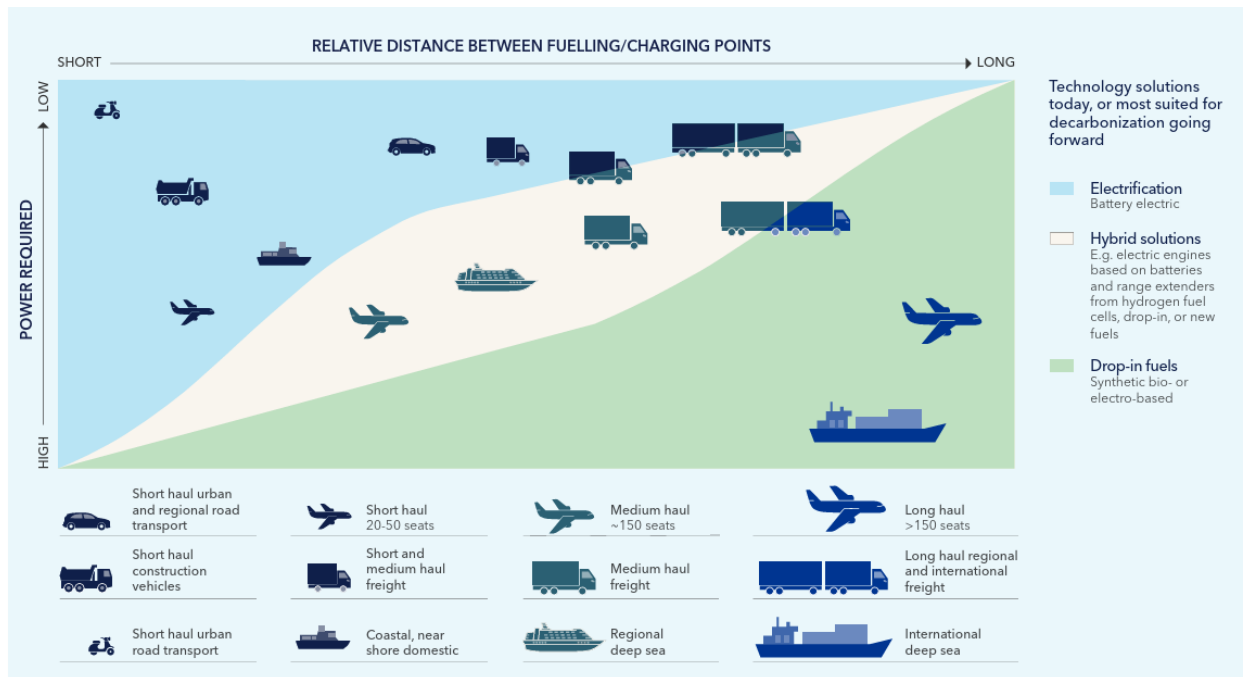 RELATIVE DISTANCE BETWEEN FUELLING/CHARGING POINTS
SHORT
LONG
LOW
POWER REQUIRED
HIGH
Technology solutions
today, or most suited for
decarbonization going
forward
Electrification
Battery electric
Hybrid solutions
E.g. electric engines
based on batteries
and range extenders
from hydrogen fuel
cells, drop-in, or new
fuels
Drop-in fuels
Synthetic bio- or
electro-based
Short haul urban
and regional road
transport
Short haul
20-50 seats
Medium haul
~150 seats
Long haul
>150 seats
Short haul
construction
vehicles
Short and
medium haul
freight
Medium haul
freight
Long haul regional
and international
freight
Short haul urban
road transport
Coastal, near
shore domestic
Regional
deep sea
International
deep sea